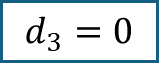 d₃ = 0